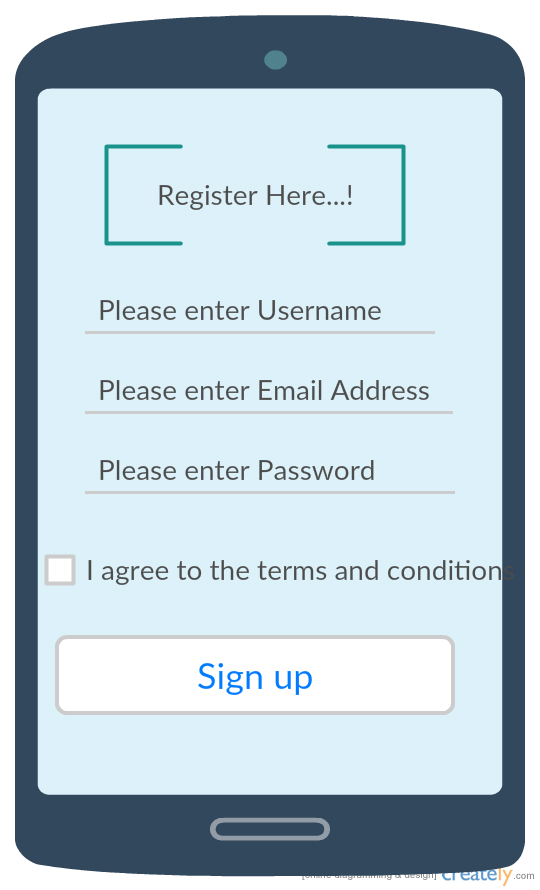 Register Here...!
Please enter Username
Please enter Email Address
Please enter Password
I agree to the terms and conditions
Sign up
[online diagramming & design] creately.com